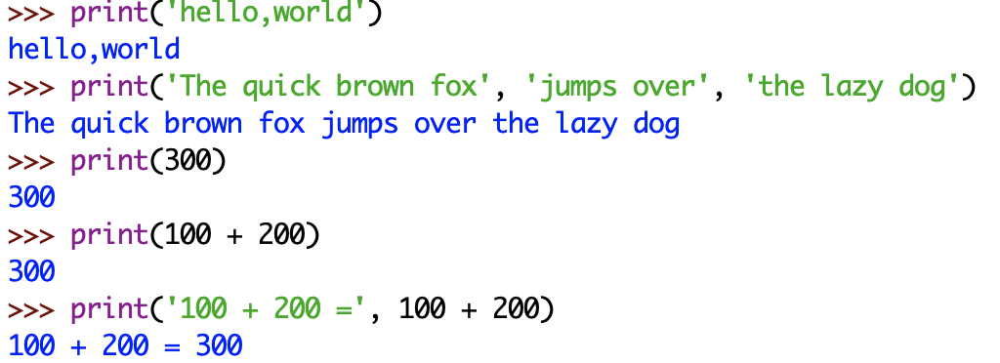 >>> print('hello,world')
hello,world
>>> print('The quick brown fox', 'jumps over', 'the lazy dog')
The quick brown fox jumps over the lazy dog
>>> print(300)
300
>>> print(100 + 200)
300
>>> print('100 + 200 =', 100 + 200)
100 + 200 = 300